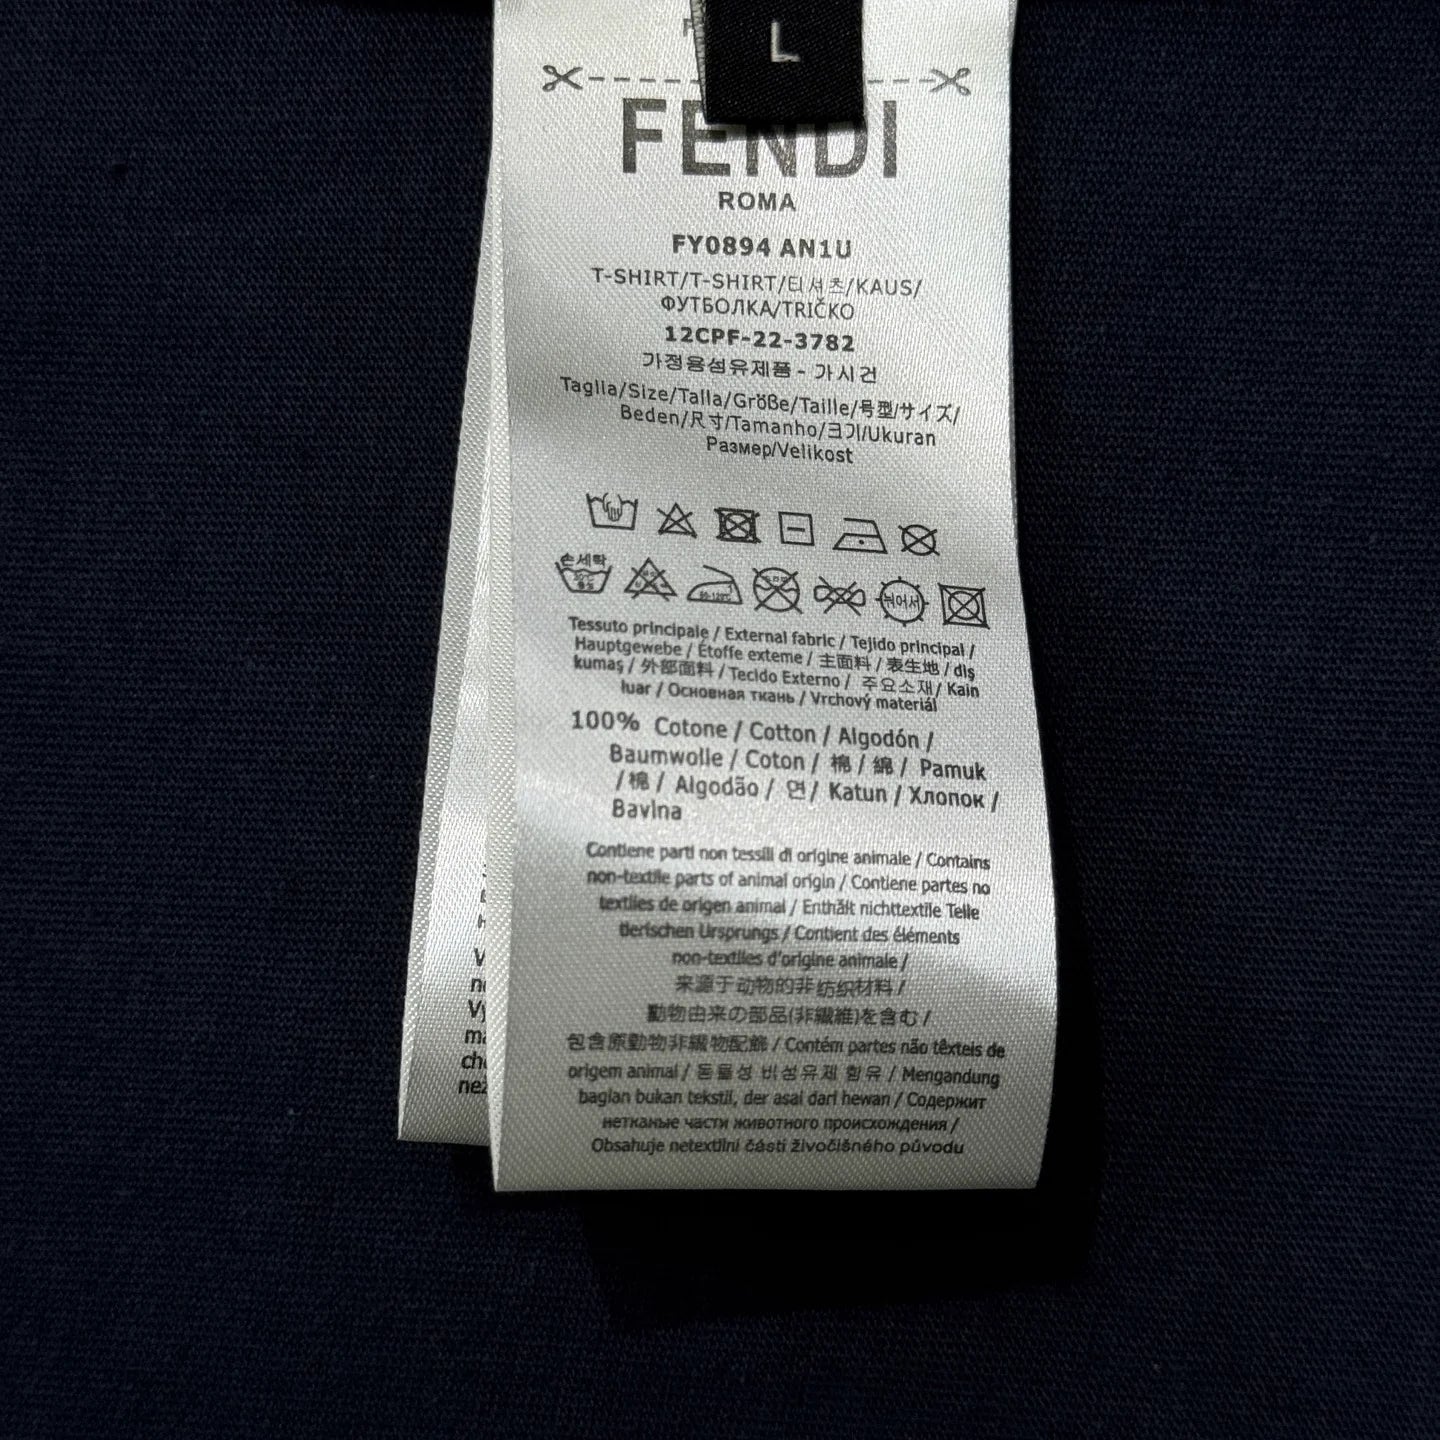 L
FENDI
ROMA
FY0894 AN1U
T-SHIRT/T-SHIRT/티셔츠/KAUS/
ФУТБОЛКА/TRIČKO
12CPF-22-3782
가정용섬유제품 - 가시건
Taglia/Size/Talla/Größe/Taille/号型/サイズ/
Beden/尺寸/Tamanho/크기/Ukuran
Размер/Velikost
손세탁
뉘어서
Tessuto principale / External fabric / Tejido principal /
Hauptgewebe / Étoffe externe / 主面料 / 表生地 / diş
kumaş / 外部面料 / Tecido Externo / 주요소재/ Kain
luar / Основная ткань / Vrchový materiál
100% Cotone / Cotton / Algodón /
Baumwolle / Coton / 棉 / 綿 / Pamuk
/ 棉 / Algodão / 면/ Katun / Хлопок /
Bavlna
Contiene parti non tessili di origine animale / Contains
non-textile parts of animal origin / Contiene partes no
textiles de origen animal / Enthält nichttextile Teile
tierischen Ursprungs / Contient des éléments
non-textiles d'origine animale /
来源于动物的非纺织材料 /
動物由来の部品(非繊維)を含む /
包含原動物非織物配飾 / Contém partes não têxteis de
origem animal / 동물성 비섬유제 함유 / Mengandung
bagian bukan tekstil, der asai dari hewan / Содержит
нетканые части животного происхождения /
Obsahuje netextilní části živočišného původu